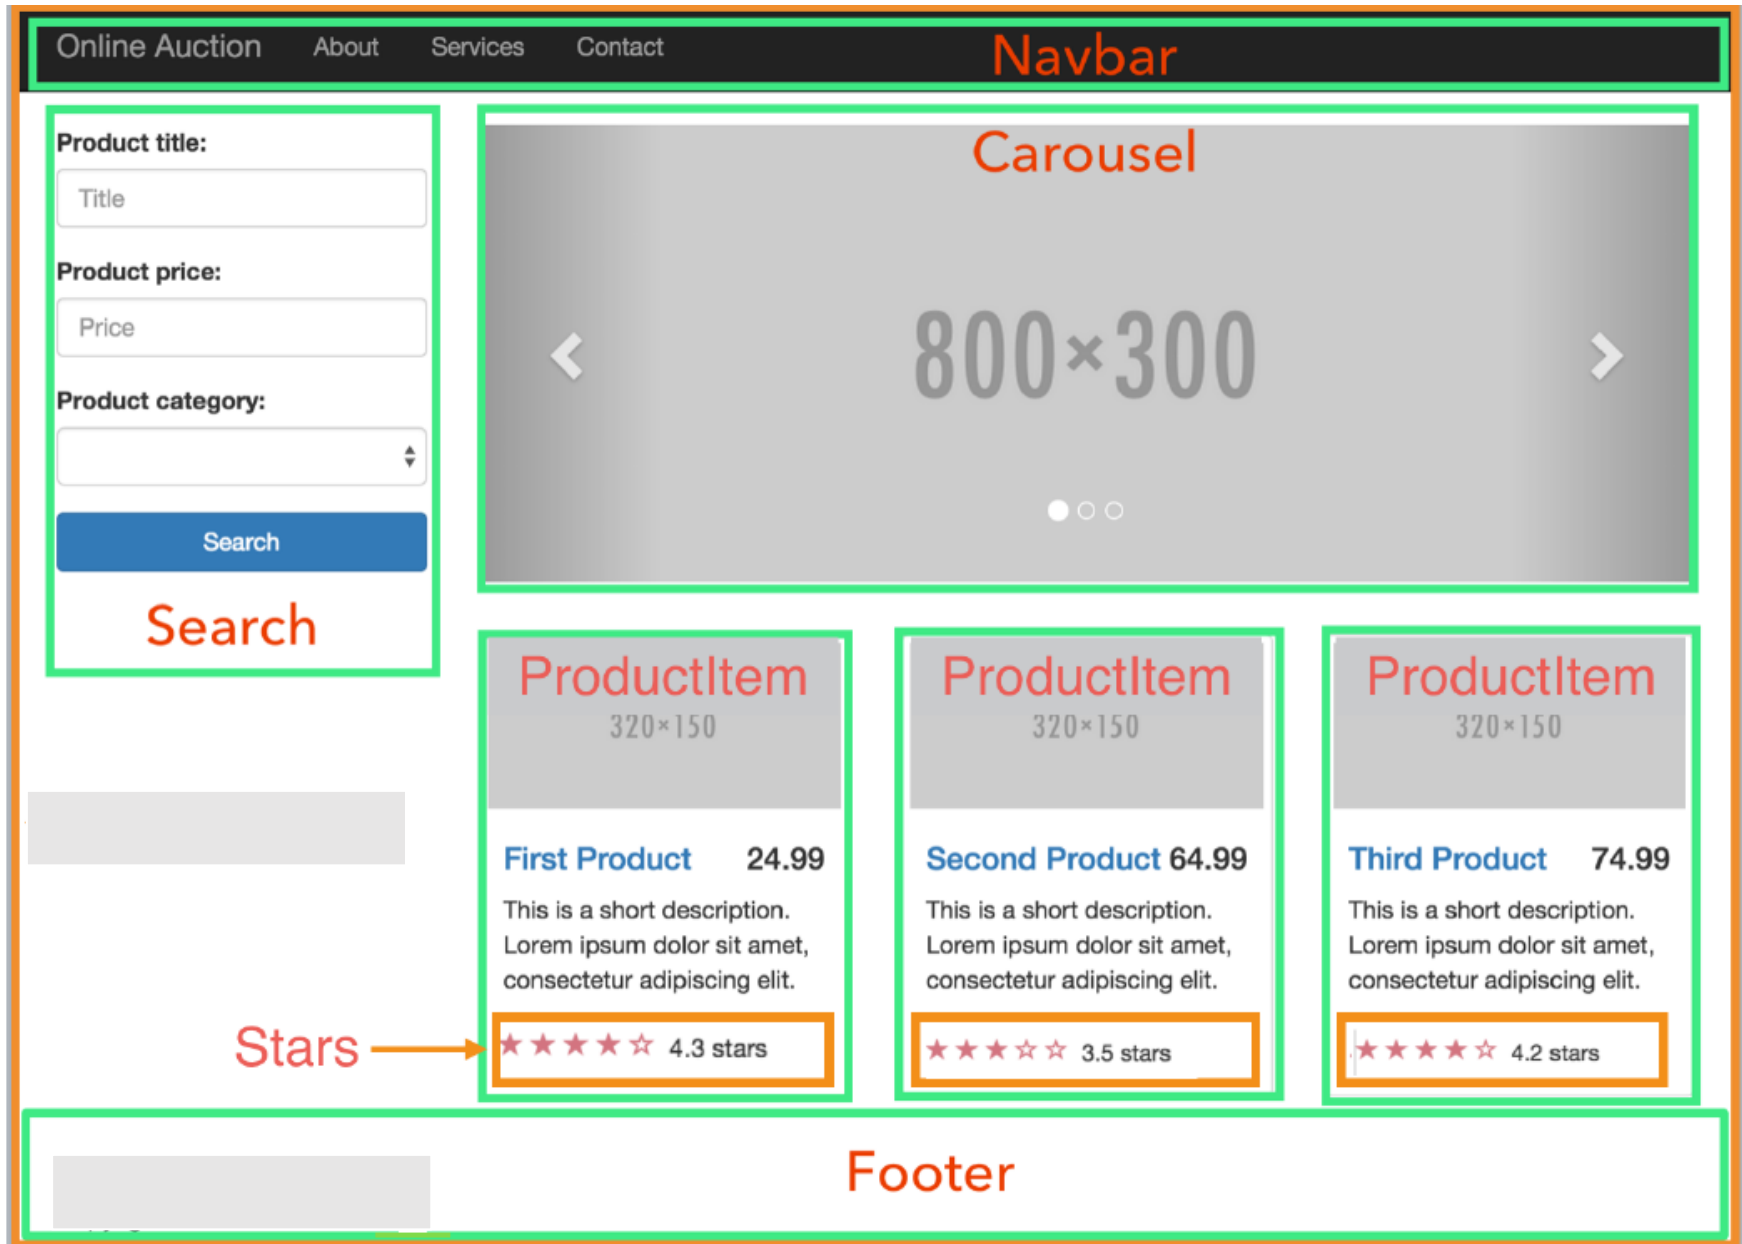 Online Auction About Services Contact Navbar
Product title:
Title
Product price:
Price
Product category:
Search
Search
Carousel
800×300
ProductItem
320×150
First Product 24.99
This is a short description.
Lorem ipsum dolor sit amet,
consectetur adipiscing elit.
4.3 stars
ProductItem
320×150
Second Product 64.99
This is a short description.
Lorem ipsum dolor sit amet,
consectetur adipiscing elit.
3.5 stars
ProductItem
320×150
Third Product 74.99
This is a short description.
Lorem ipsum dolor sit amet,
consectetur adipiscing elit.
4.2 stars
Stars
Footer